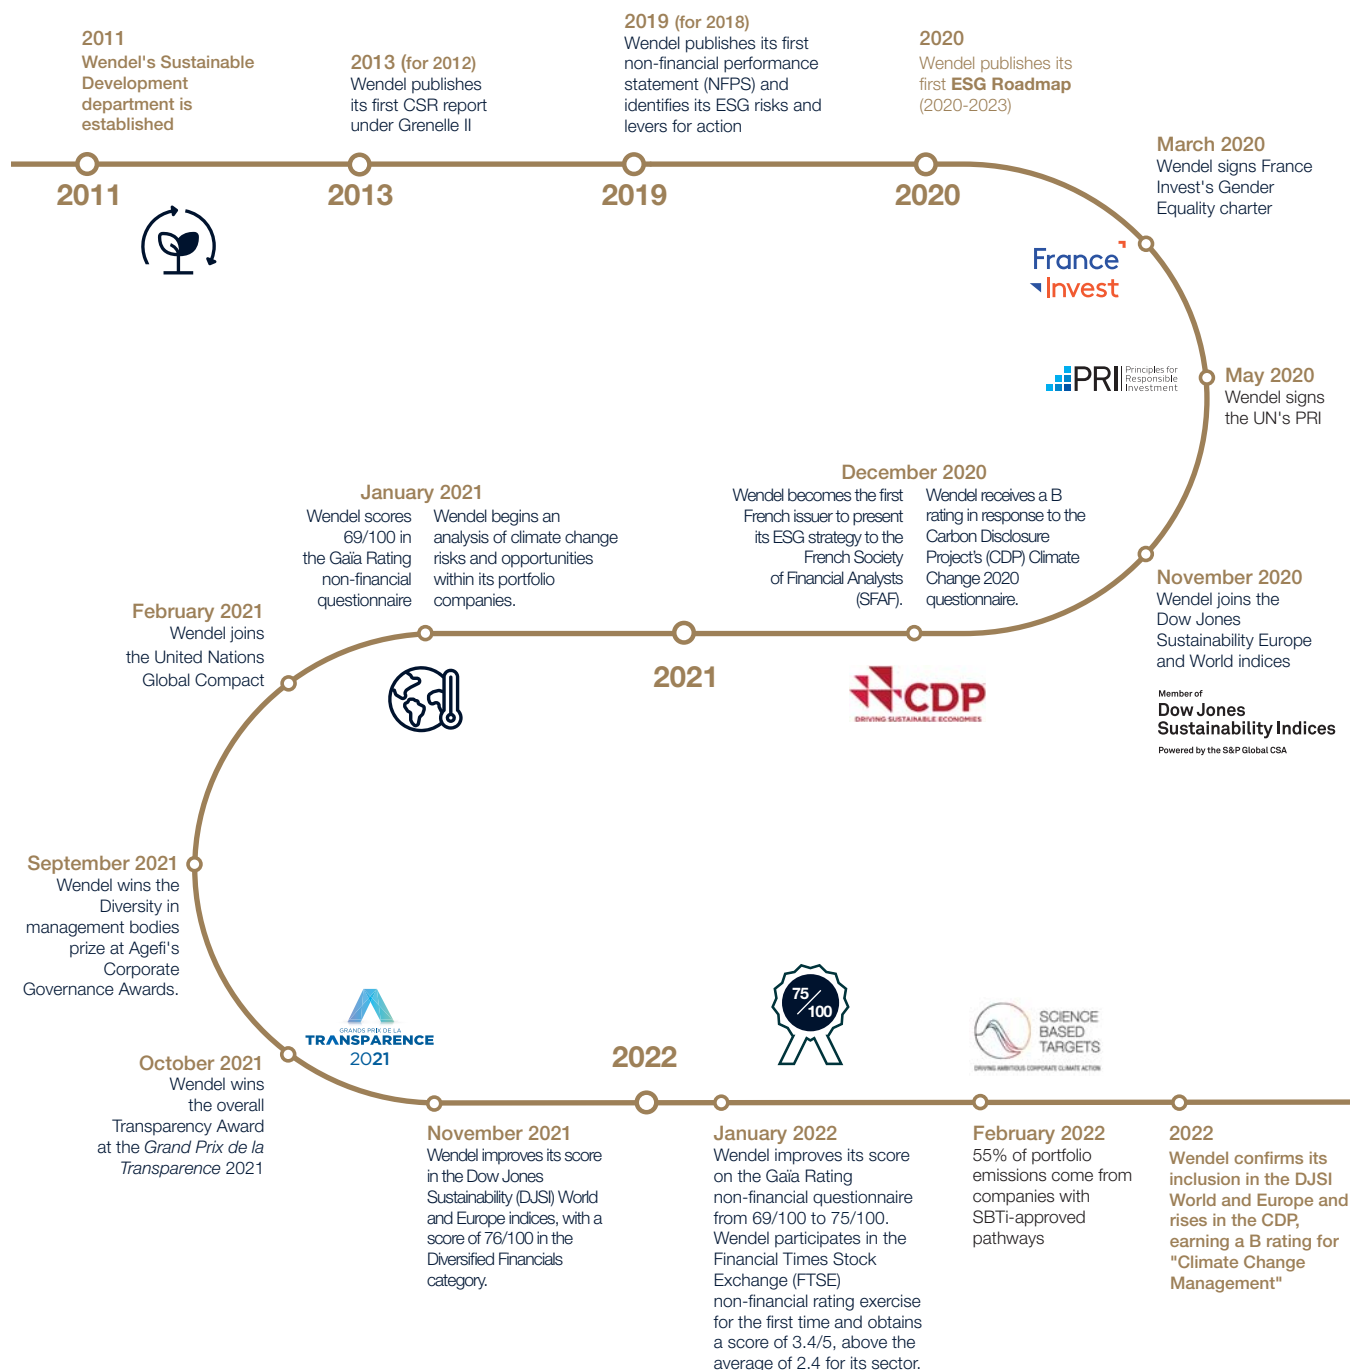 2011
Wendel's Sustainable
Development
department is
established
2013 (for 2012)
Wendel publishes
its first CSR report
under Grenelle II
2019 (for 2018)
Wendel publishes its first
non-financial performance
statement (NFPS) and
identifies its ESG risks and
levers for action
2020
Wendel publishes its
first ESG Roadmap
(2020-2023)
2011
2013
2019
2020
March 2020
Wendel signs France
Invest's Gender
Equality charter
France
Invest
PRI
Principles for
Responsible
Investment
May 2020
Wendel signs
the UN's PRI
November 2020
Wendel joins the
Dow Jones
Sustainability Europe
and World indices
Member of
Dow Jones
Sustainability Indices
Powered by the S&P Global CSA
December 2020
Wendel becomes the first
French issuer to present
its ESG strategy to the
French Society
of Financial Analysts
(SFAF).
Wendel receives a B
rating in response to the
Carbon Disclosure
Project's (CDP) Climate
Change 2020
questionnaire.
CDP
DRIVING SUSTAINABLE ECONOMIES
2021
January 2021
Wendel scores
69/100 in
the Gaïa Rating
non-financial
questionnaire
Wendel begins an
analysis of climate change
risks and opportunities
within its portfolio
companies.
February 2021
Wendel joins
the United Nations
Global Compact
September 2021
Wendel wins the
Diversity in
management bodies
prize at Agefi's
Corporate
Governance Awards.
October 2021
Wendel wins
the overall
Transparency Award
at the Grand Prix de la
Transparence 2021
GRANDS PRIX DE LA
TRANSPARENCE
2021
November 2021
Wendel improves its score
in the Dow Jones
Sustainability (DJSI) World
and Europe indices, with a
score of 76/100 in the
Diversified Financials
category.
2022
75/100
January 2022
Wendel improves its score
on the Gaïa Rating
non-financial questionnaire
from 69/100 to 75/100.
Wendel participates in the
Financial Times Stock
Exchange (FTSE)
non-financial rating exercise
for the first time and obtains
a score of 3.4/5, above the
average of 2.4 for its sector.
SCIENCE
BASED
TARGETS
DRIVING AMBITIOUS CORPORATE CLIMATE ACTION
February 2022
55% of portfolio
emissions come from
companies with
SBTi-approved
pathways
2022
Wendel confirms its
inclusion in the DJSI
World and Europe and
rises in the CDP,
earning a B rating for
"Climate Change
Management"